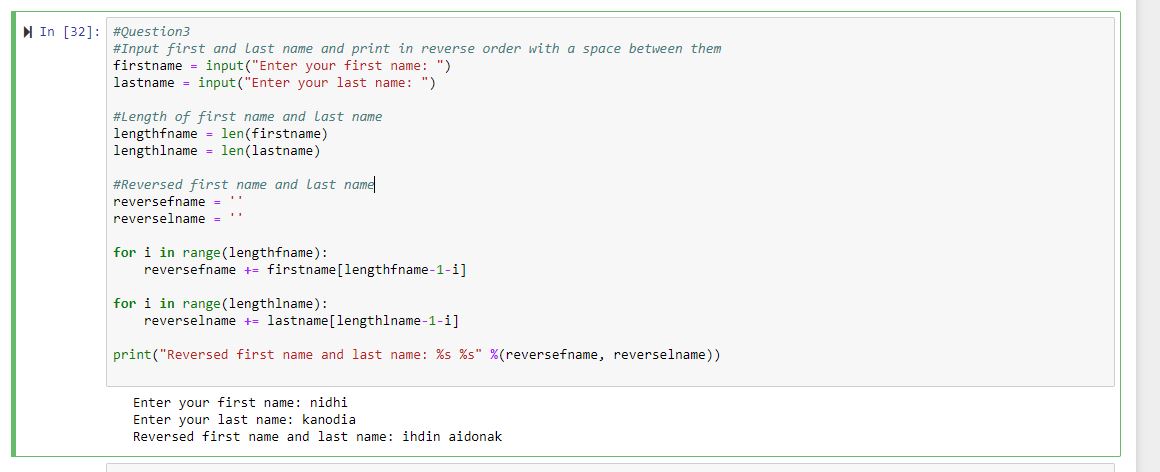 In [32]:
#Question3
#Input first and last name and print in reverse order with a space between them
firstname = input("Enter your first name: ")
lastname = input("Enter your last name: ")
#Length of first name and last name
lengthfname = len(firstname)
lengthlname = len(lastname)
#Reversed first name and last name
reversefname = ''
reverselname = ''
for i in range(lengthfname):
    reversefname += firstname[lengthfname-1-i]
for i in range(lengthlname):
    reverselname += lastname[lengthlname-1-i]
print("Reversed first name and last name: %s %s" %(reversefname, reverselname))
Enter your first name: nidhi
Enter your last name: kanodia
Reversed first name and last name: ihdin aidonak